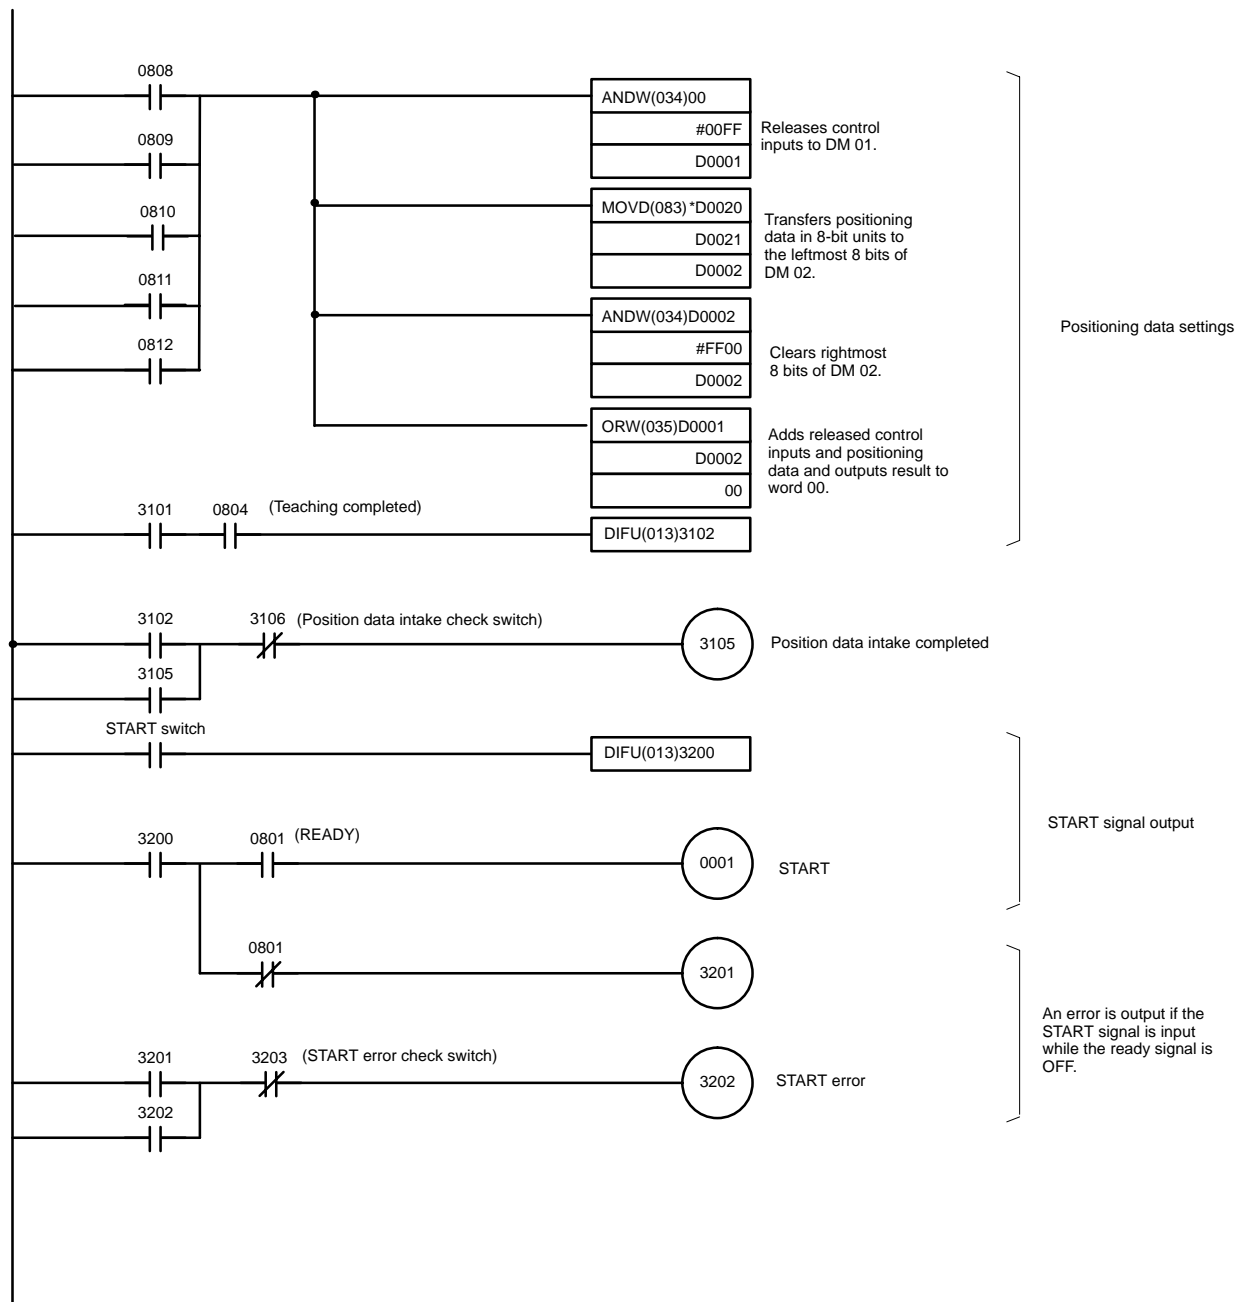 0808
ANDW(034)00
#00FF
D0001
Releases control
inputs to DM 01.
0809
0810
MOVD(083)*D0020
D0021
D0002
Transfers positioning
data in 8-bit units to
the leftmost 8 bits of
DM 02.
0811
ANDW(034)D0002
#FF00
D0002
Clears rightmost
8 bits of DM 02.
Positioning data settings
0812
ORW(035)D0001
D0002
00
Adds released control
inputs and positioning
data and outputs result to
word 00.
3101
0804
(Teaching completed)
DIFU(013)3102
3102
3106
(Position data intake check switch)
3105
Position data intake completed
3105
START switch
DIFU(013)3200
START signal output
3200
0801
(READY)
0001
START
0801
3201
An error is output if the
START signal is input
while the ready signal is
OFF.
3201
3203
(START error check switch)
3202
START error
3202